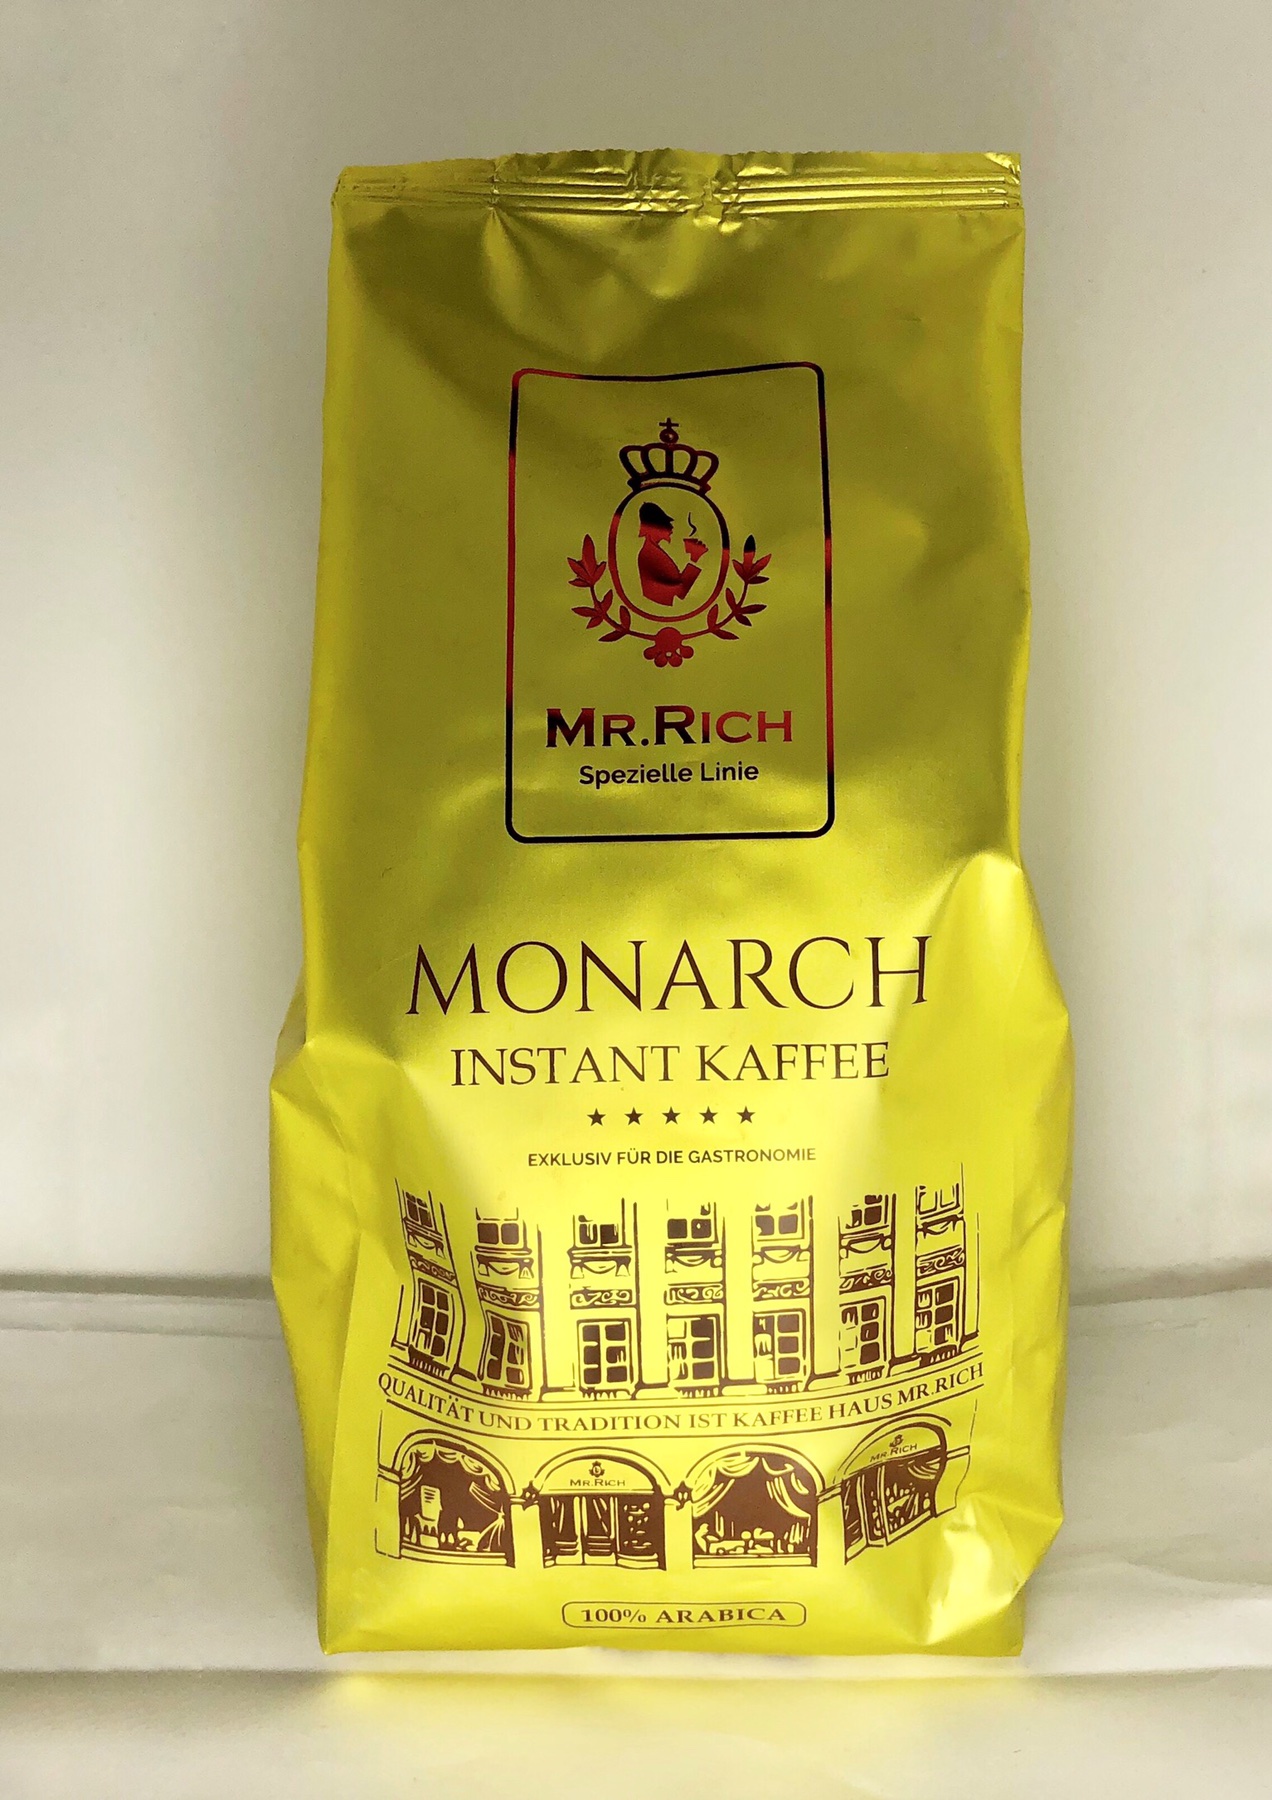 MR.RICH
Spezielle Linie
MONARCH
INSTANT KAFFEE
EXKLUSIV FÜR DIE GASTRONOMIE
QUALITÄT UND TRADITION IST KAFFEE HAUS MR.RICH
MR.RICH
MR.RICH
100% ARABICA